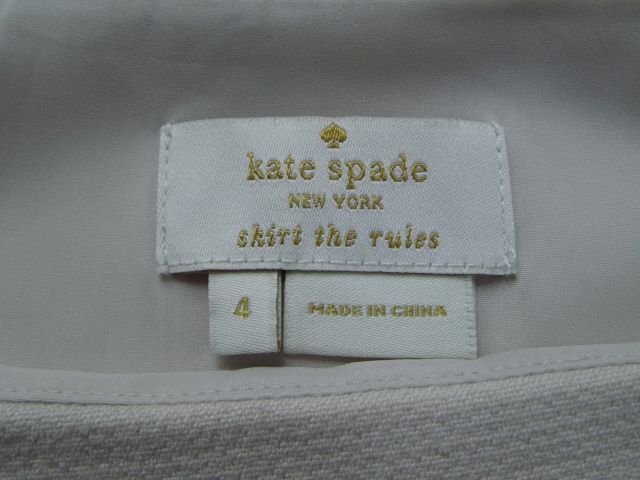 kate spade
NEW YORK
skirt the rules
4
MADE IN CHINA